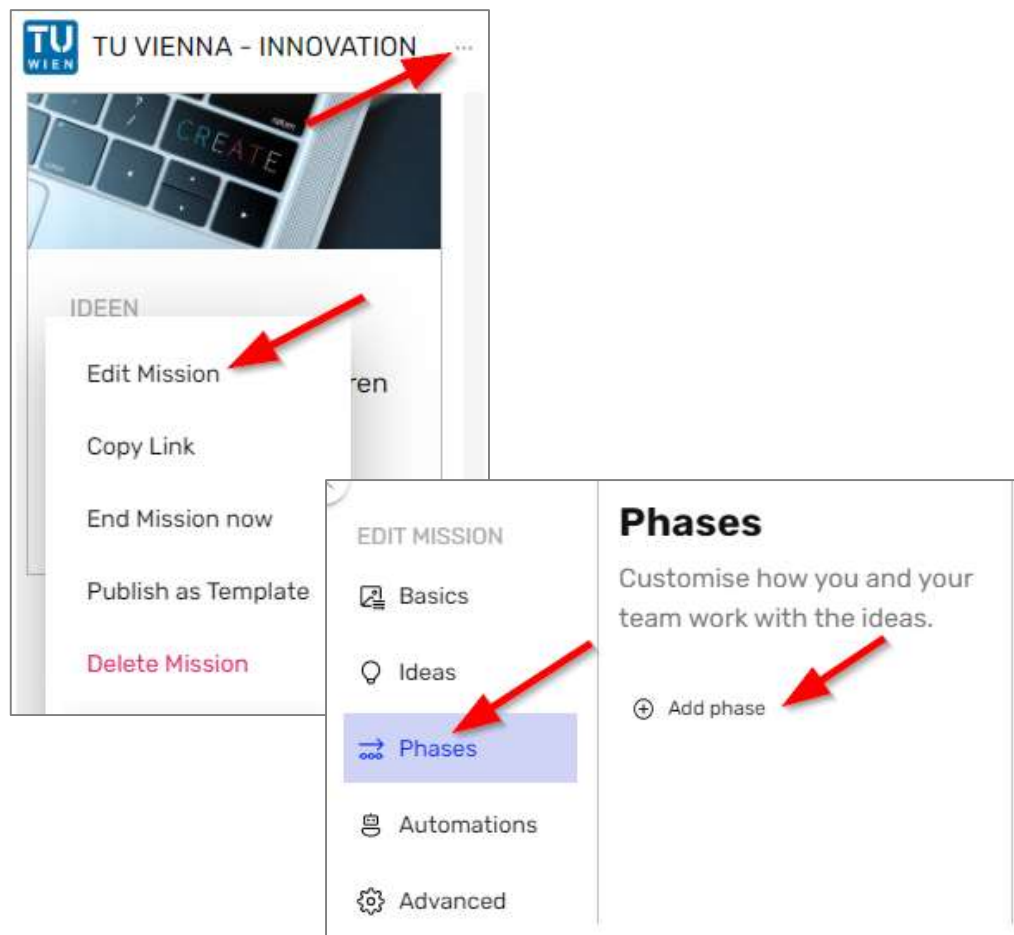 TU
WIEN
TU VIENNA - INNOVATION ...
?
/
return
CREATE
IDEEN
Edit Mission
ren
Copy Link
End Mission now
Publish as Template
Delete Mission
EDIT MISSION
Basics
Ideas
Phases
Automations
Advanced
Phases
Customise how you and your
team work with the ideas.
Add phase